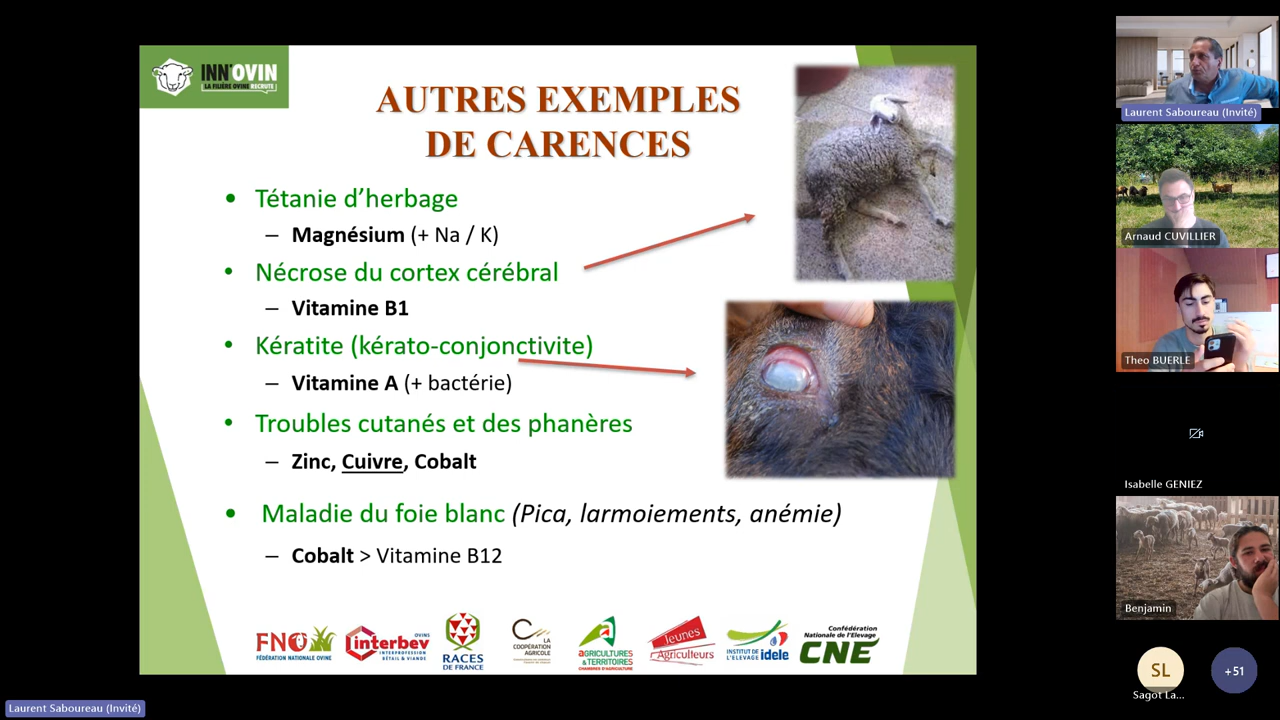 INN'OVIN
LA FILIÈRE OVINE RECRUTE
AUTRES EXEMPLES
DE CARENCES
• Tétanie d'herbage
– Magnésium (+ Na / K)
• Nécrose du cortex cérébral
– Vitamine B1
• Kératite (kérato-conjonctivite)
– Vitamine A (+ bactérie)
• Troubles cutanés et des phanères
– Zinc, Cuivre, Cobalt
• Maladie du foie blanc (Pica, larmoiements, anémie)
– Cobalt > Vitamine B12
FNO
FÉDÉRATION NATIONALE OVINE
interbev OVINS
INTERPROFESSION
BÉTAIL & VIANDE
RACES
DE FRANCE
LA
COOPÉRATION
AGRICOLE
AGRICULTURES
& TERRITOIRES
CHAMBRES D'AGRICULTURE
Jeunes
Agriculteurs
INSTITUT DE
L'ELEVAGE idele
Confédération
Nationale de l'Elevage
CNE
Laurent Saboureau (Invité)
Arnaud CUVILLIER
Theo BUERLE
Isabelle GENIEZ
Benjamin
SL
Sagot La...
+51
Laurent Saboureau (Invité)